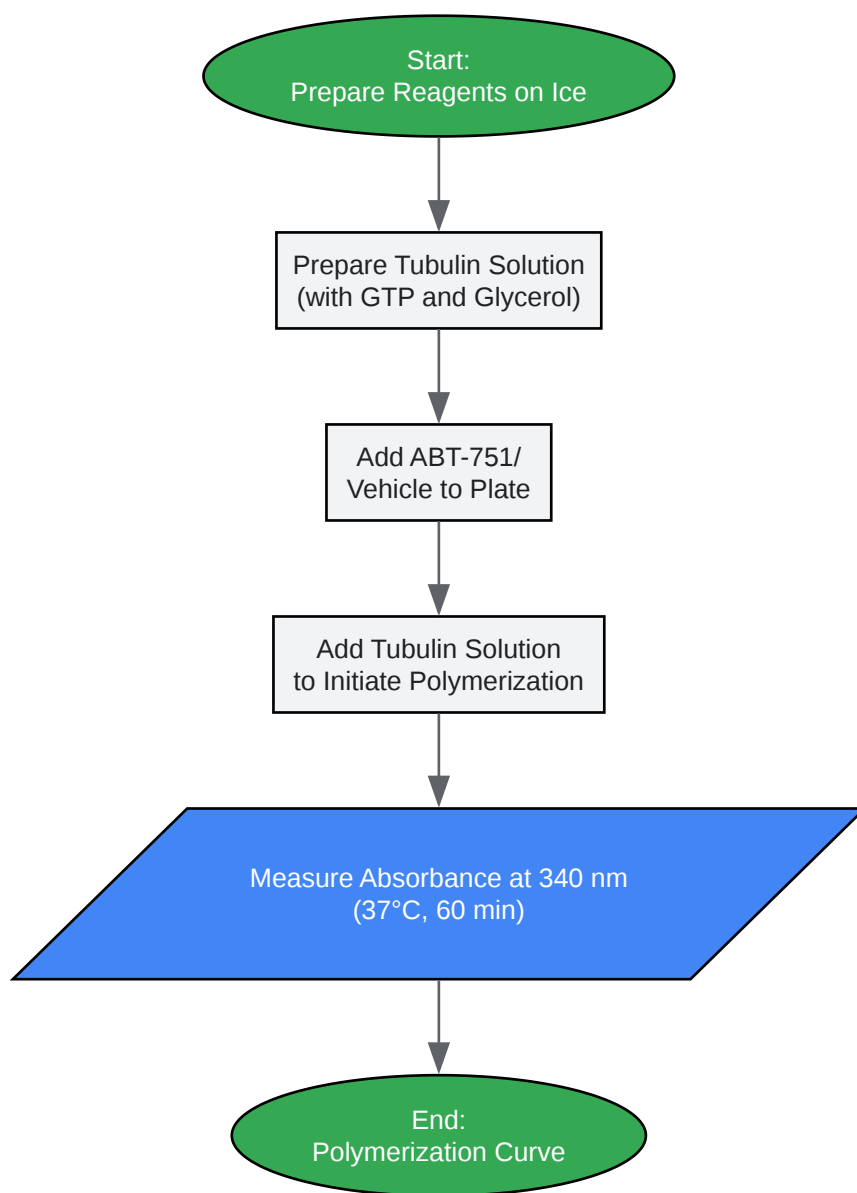 Start:
Prepare Reagents on Ice
Prepare Tubulin Solution
(with GTP and Glycerol)
Add ABT-751/
Vehicle to Plate
Add Tubulin Solution
to Initiate Polymerization
Measure Absorbance at 340 nm
(37°C, 60 min)
End:
Polymerization Curve